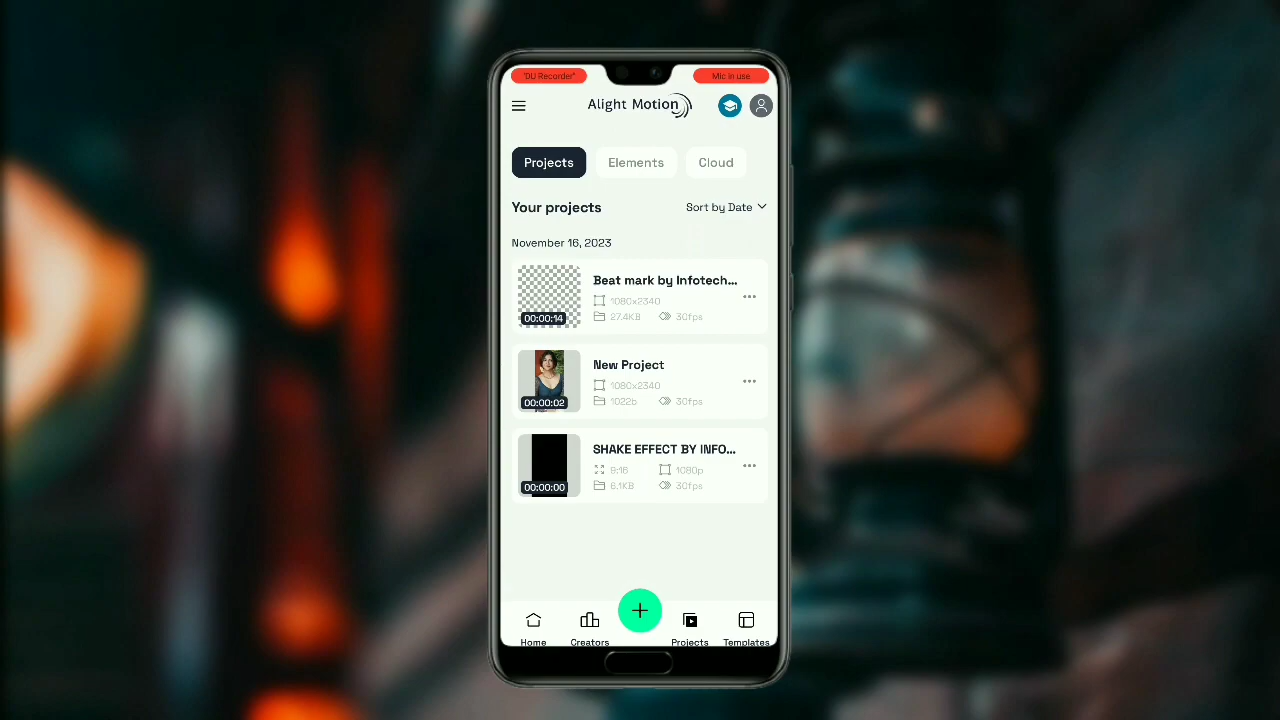 "DU Recorder"
Mic in use
Alight Motion
Projects
Elements
Cloud
Your projects
Sort by Date
November 16, 2023
Beat mark by Infotech...
1080x2340
27.4KB
30fps
00:00:14
New Project
1080x2340
1022b
30fps
00:00:02
SHAKE EFFECT BY INFO...
9:16
1080p
6.1KB
30fps
00:00:00
Home
Creators
Projects
Templates